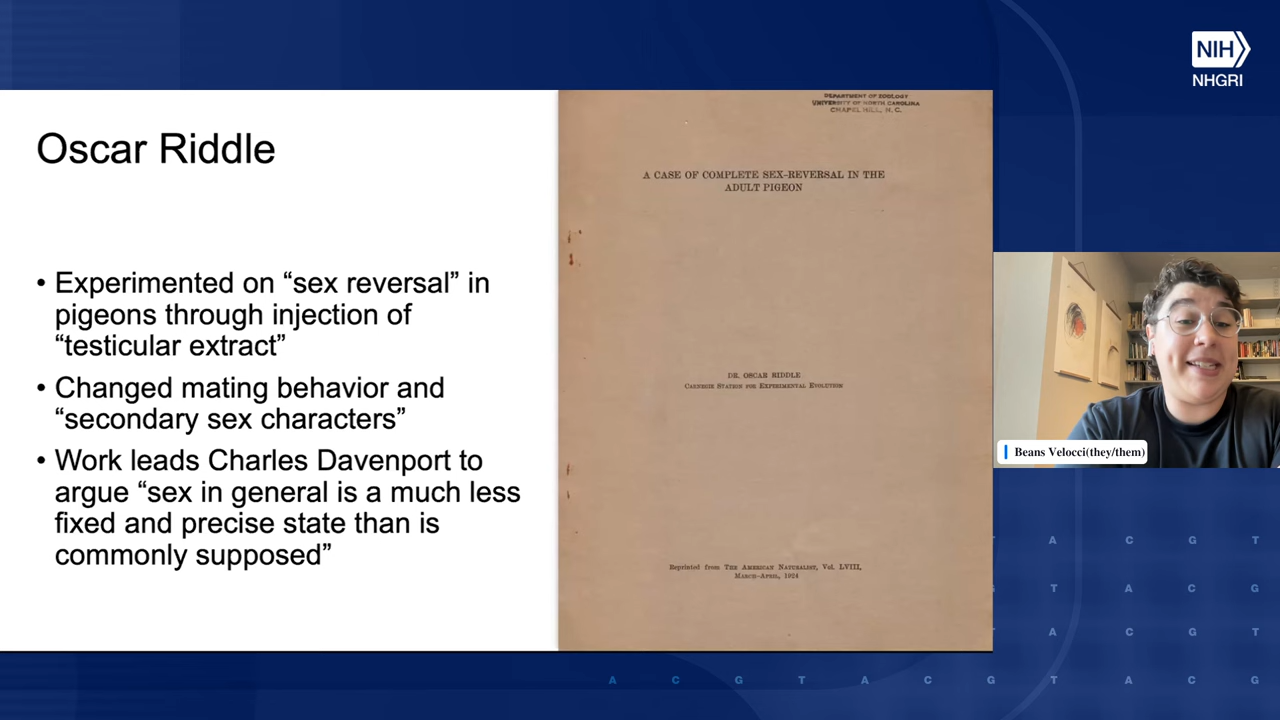 NIH
NHGRI
Oscar Riddle
• Experimented on “sex reversal” in
pigeons through injection of
“testicular extract”
• Changed mating behavior and
“secondary sex characters”
• Work leads Charles Davenport to
argue “sex in general is a much less
fixed and precise state than is
commonly supposed”
DEPARTMENT OF ZOOLOGY
UNIVERSITY OF NORTH CAROLINA
CHAPEL HILL, N. C.
A CASE OF COMPLETE SEX-REVERSAL IN THE
ADULT PIGEON
DR. OSCAR RIDDLE
CARNEGIE STATION FOR EXPERIMENTAL EVOLUTION
Reprinted from THE AMERICAN NATURALIST, Vol. LVIII,
MARCH-APRIL, 1924
Beans Velocci(they/them)
A C G T
G T A C G
T A C G T
A C G T A C G T A C G